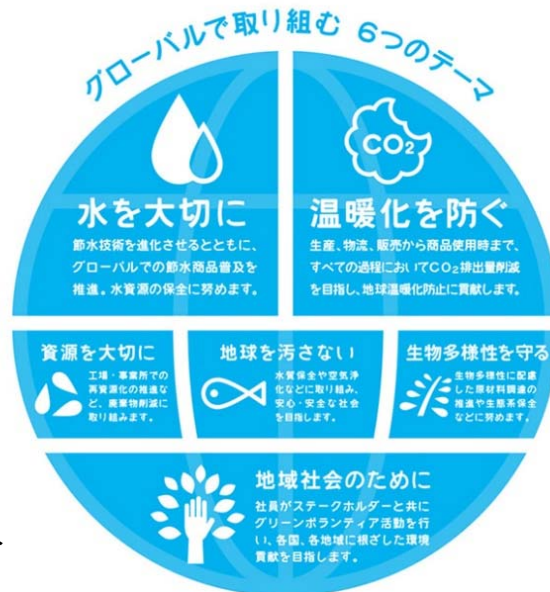 グローバルで取り組む 6つのテーマ
水を大切に
節水技術を進化させるとともに、
グローバルでの節水商品普及を
推進。水資源の保全に努めます。
CO₂
温暖化を防ぐ
生産、物流、販売から商品使用時まで、
すべての過程においてCO₂排出量削減
を目指し、地球温暖化防止に貢献します。
資源を大切に
工場・事業所での
再資源化の推進な
ど、廃棄物削減に
取り組みます。
地球を汚さない
水質保全や空気浄
化などに取り組み、
安心・安全な社会
を目指します。
生物多様性を守る
生物多様性に配慮
した原材料調達の
推進や生態系保全
などに努めます。
地域社会のために
社員がステークホルダーと共に
グリーンボランティア活動を行
い、各国、各地域に根ざした環境
貢献を目指します。